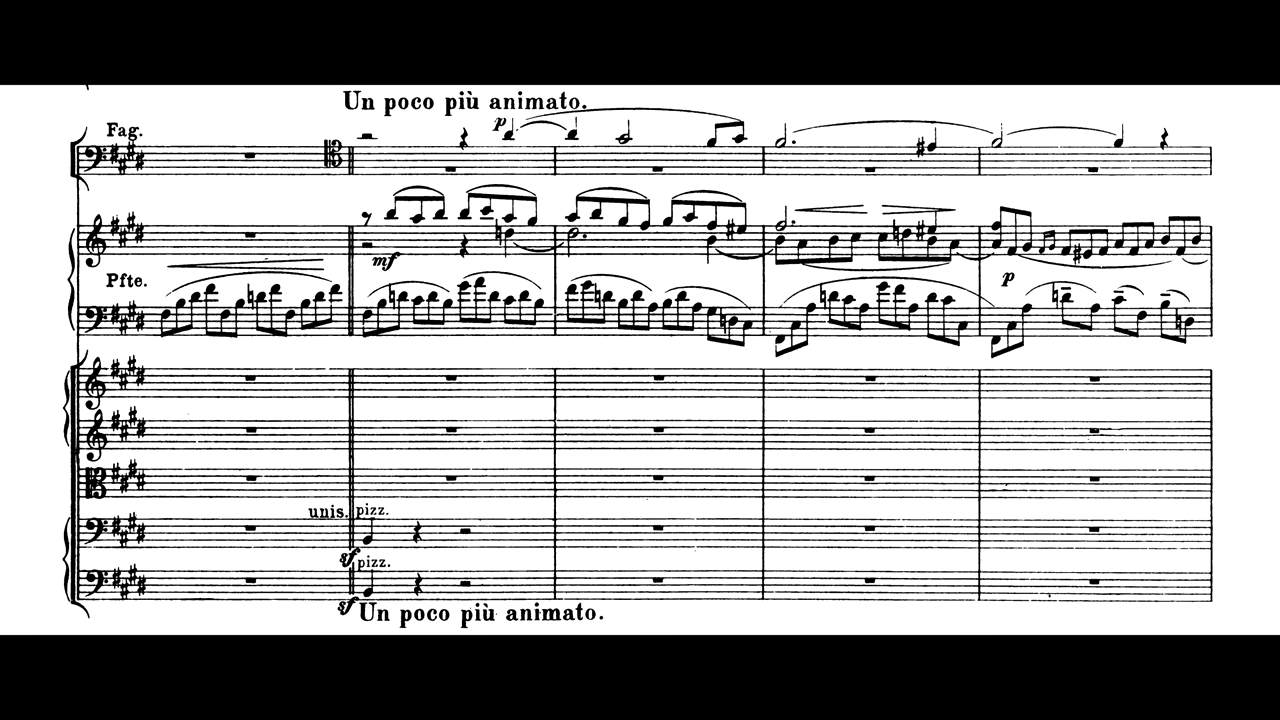 Un poco più animato.
Fag.
p
mf
Pfte.
p
unis. pizz.
sf pizz.
sf
Un poco più animato.